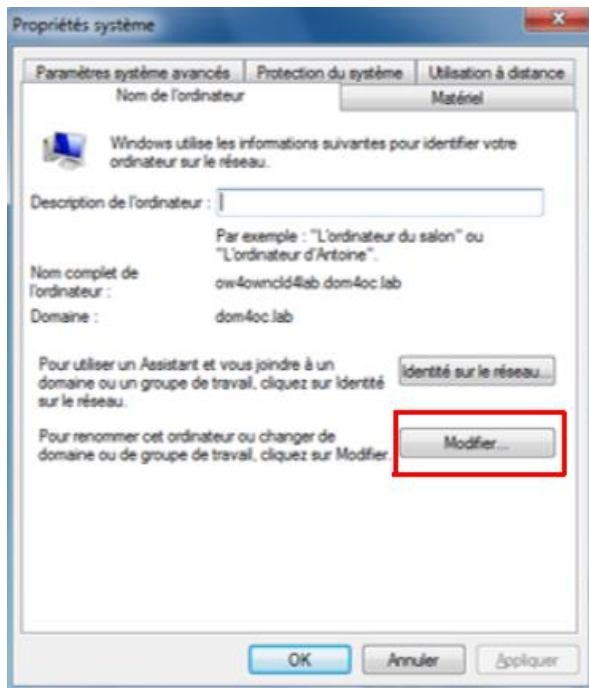 Propriétés système
Paramètres système avancés
Protection du système
Utilisation à distance
Nom de l'ordinateur
Matériel
Windows utilise les informations suivantes pour identifier votre
ordinateur sur le réseau.
Description de l'ordinateur :
Par exemple : "L'ordinateur du salon" ou
"L'ordinateur d'Antoine".
Nom complet de
l'ordinateur :
ow4owncld4lab.dom4oc.lab
Domaine :
dom4oc.lab
Pour utiliser un Assistant et vous joindre à un
domaine ou un groupe de travail, cliquez sur Identité
sur le réseau.
Identité sur le réseau...
Pour renommer cet ordinateur ou changer de
domaine ou de groupe de travail, cliquez sur Modifier.
Modifier...
OK
Annuler
Appliquer